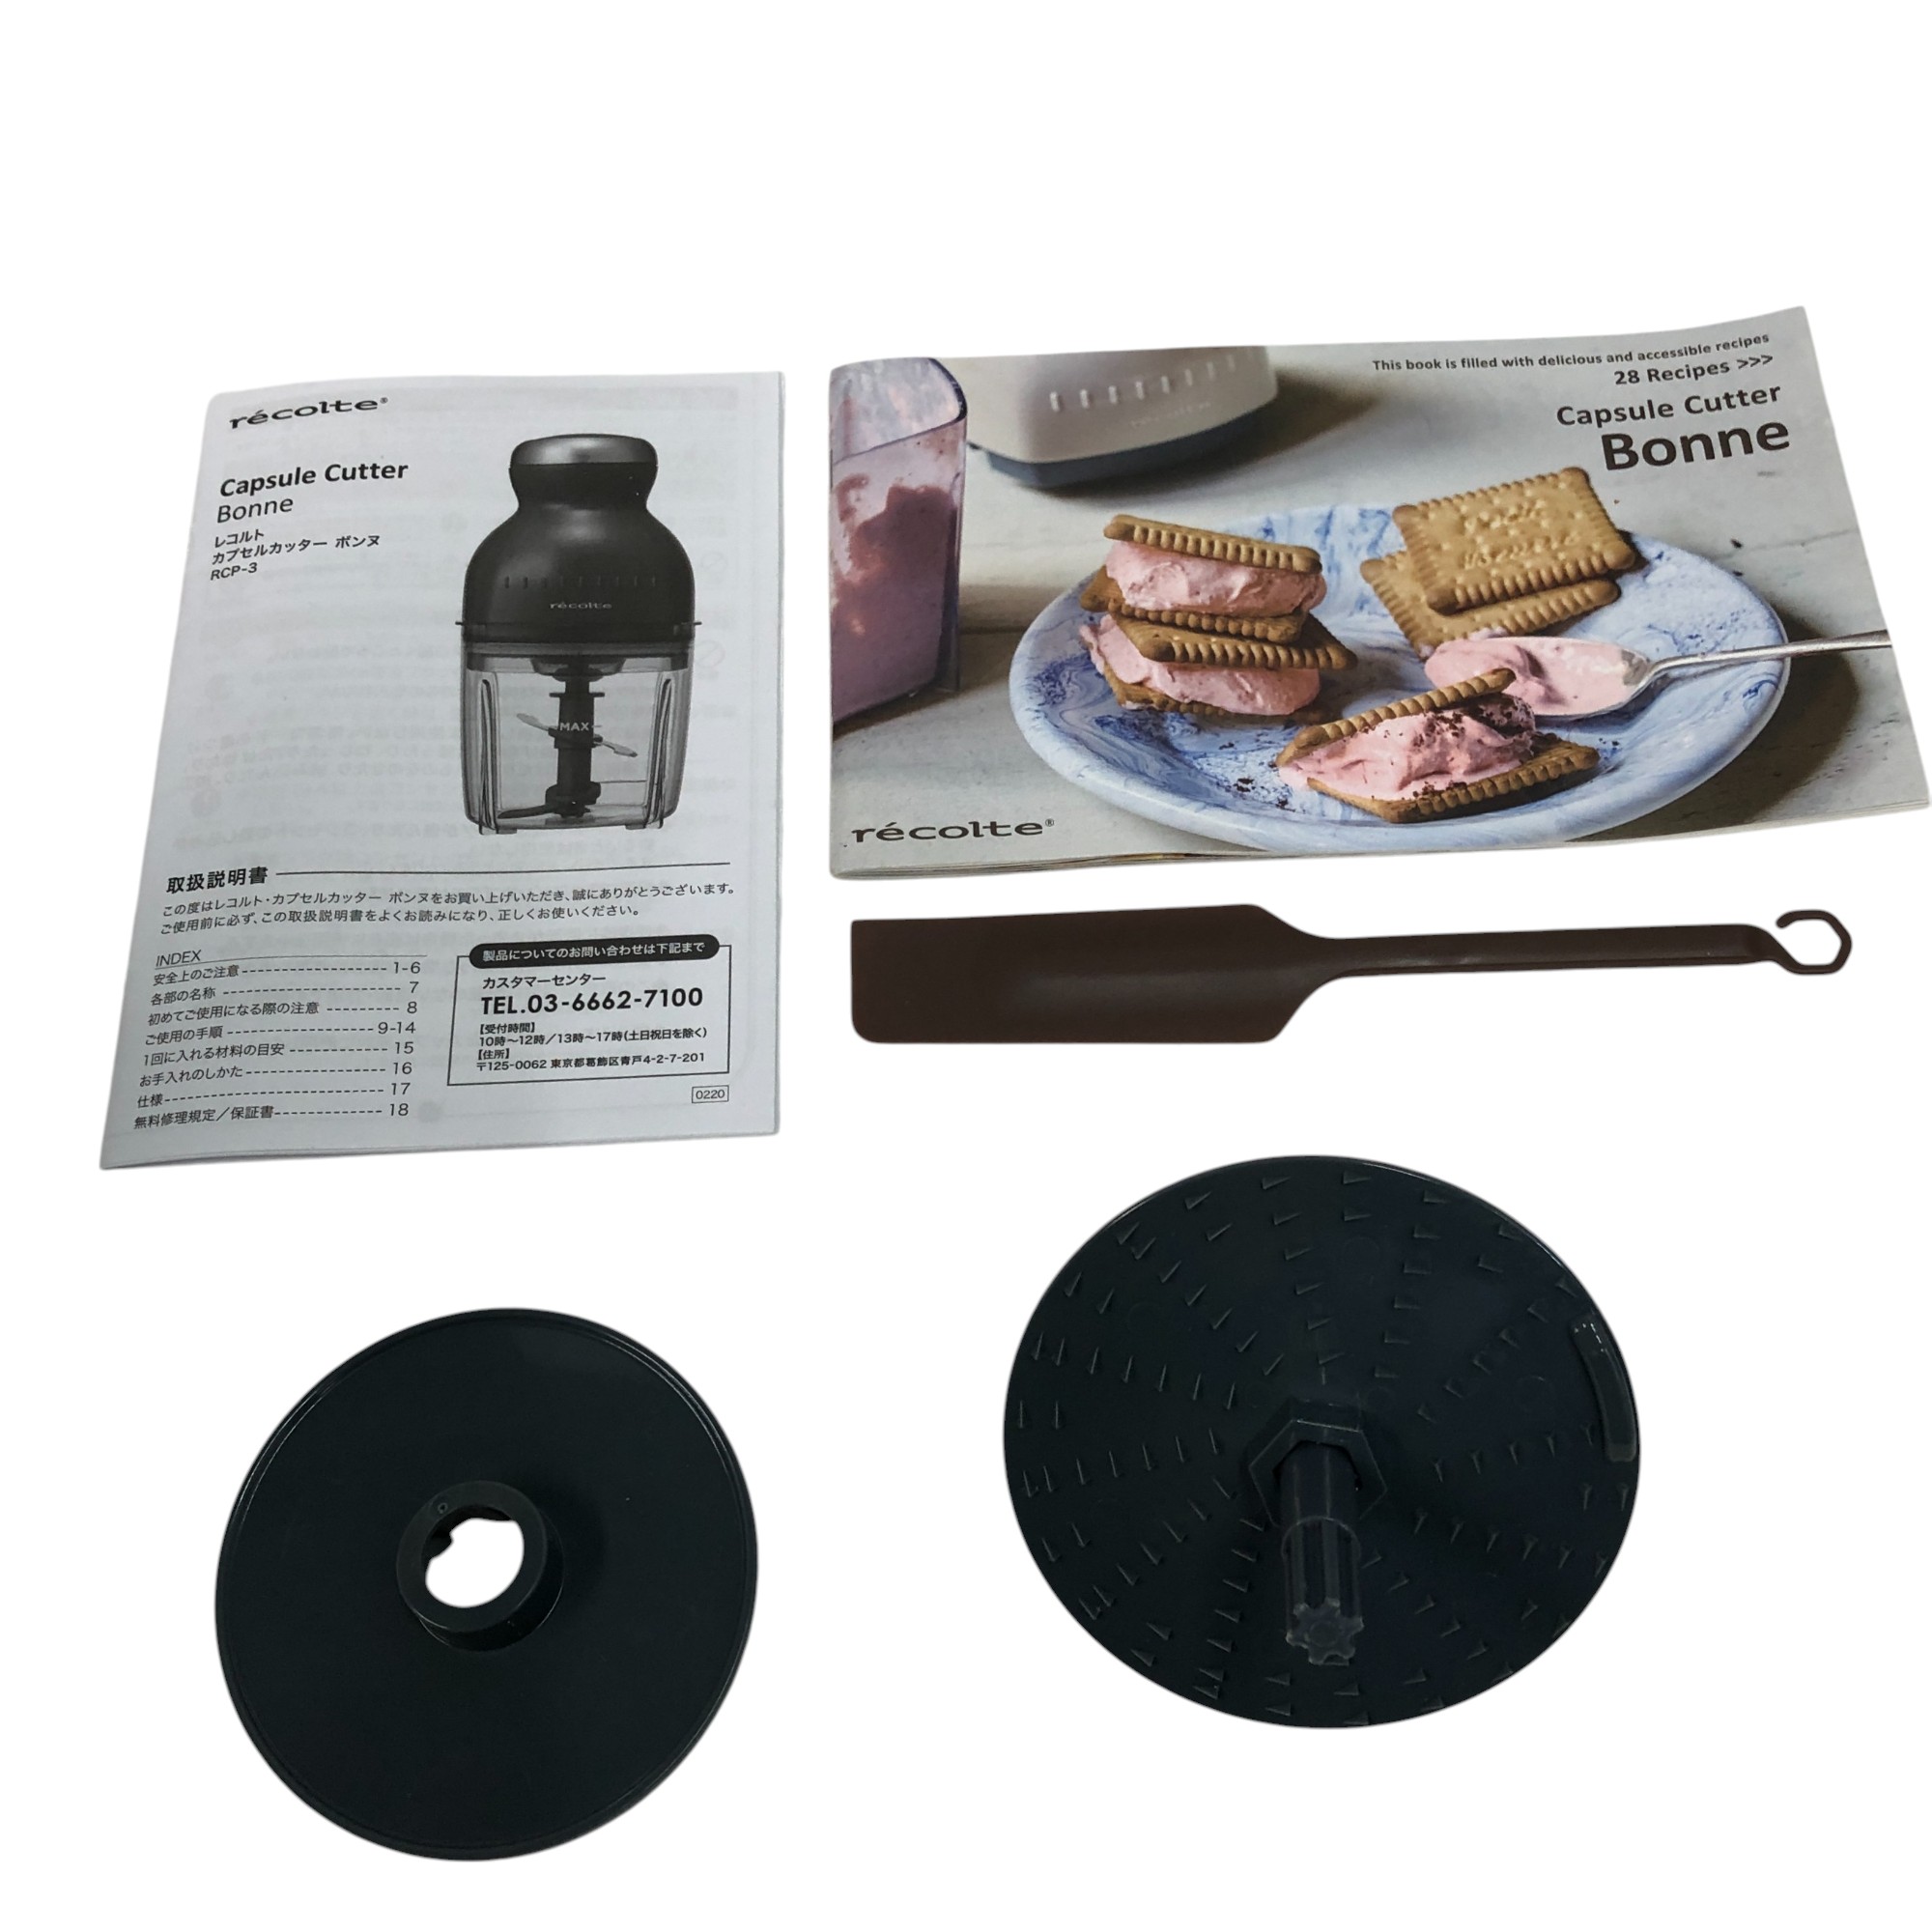 récolte®
Capsule Cutter
Bonne
レコルト
カプセルカッター ボンヌ
RCP-3
récolte
MAX
取扱説明書
この度はレコルト・カプセルカッター ボンヌをお買い上げいただき、誠にありがとうございます。
ご使用前に必ず、この取扱説明書をよくお読みになり、正しくお使いください。
INDEX
安全上のご注意 1-6
各部の名称 7
初めてご使用になる際の注意 8
ご使用の手順 9-14
1回に入れる材料の目安 15
お手入れのしかた 16
仕様 17
無料修理規定／保証書 18
製品についてのお問い合わせは下記まで
カスタマーセンター
TEL.03-6662-7100
【受付時間】
10時〜12時／13時〜17時(土日祝日を除く)
【住所】
〒125-0062 東京都葛飾区青戸4-2-7-201
0220
This book is filled with delicious and accessible recipes
28 Recipes >>>
Capsule Cutter
Bonne
récolte®